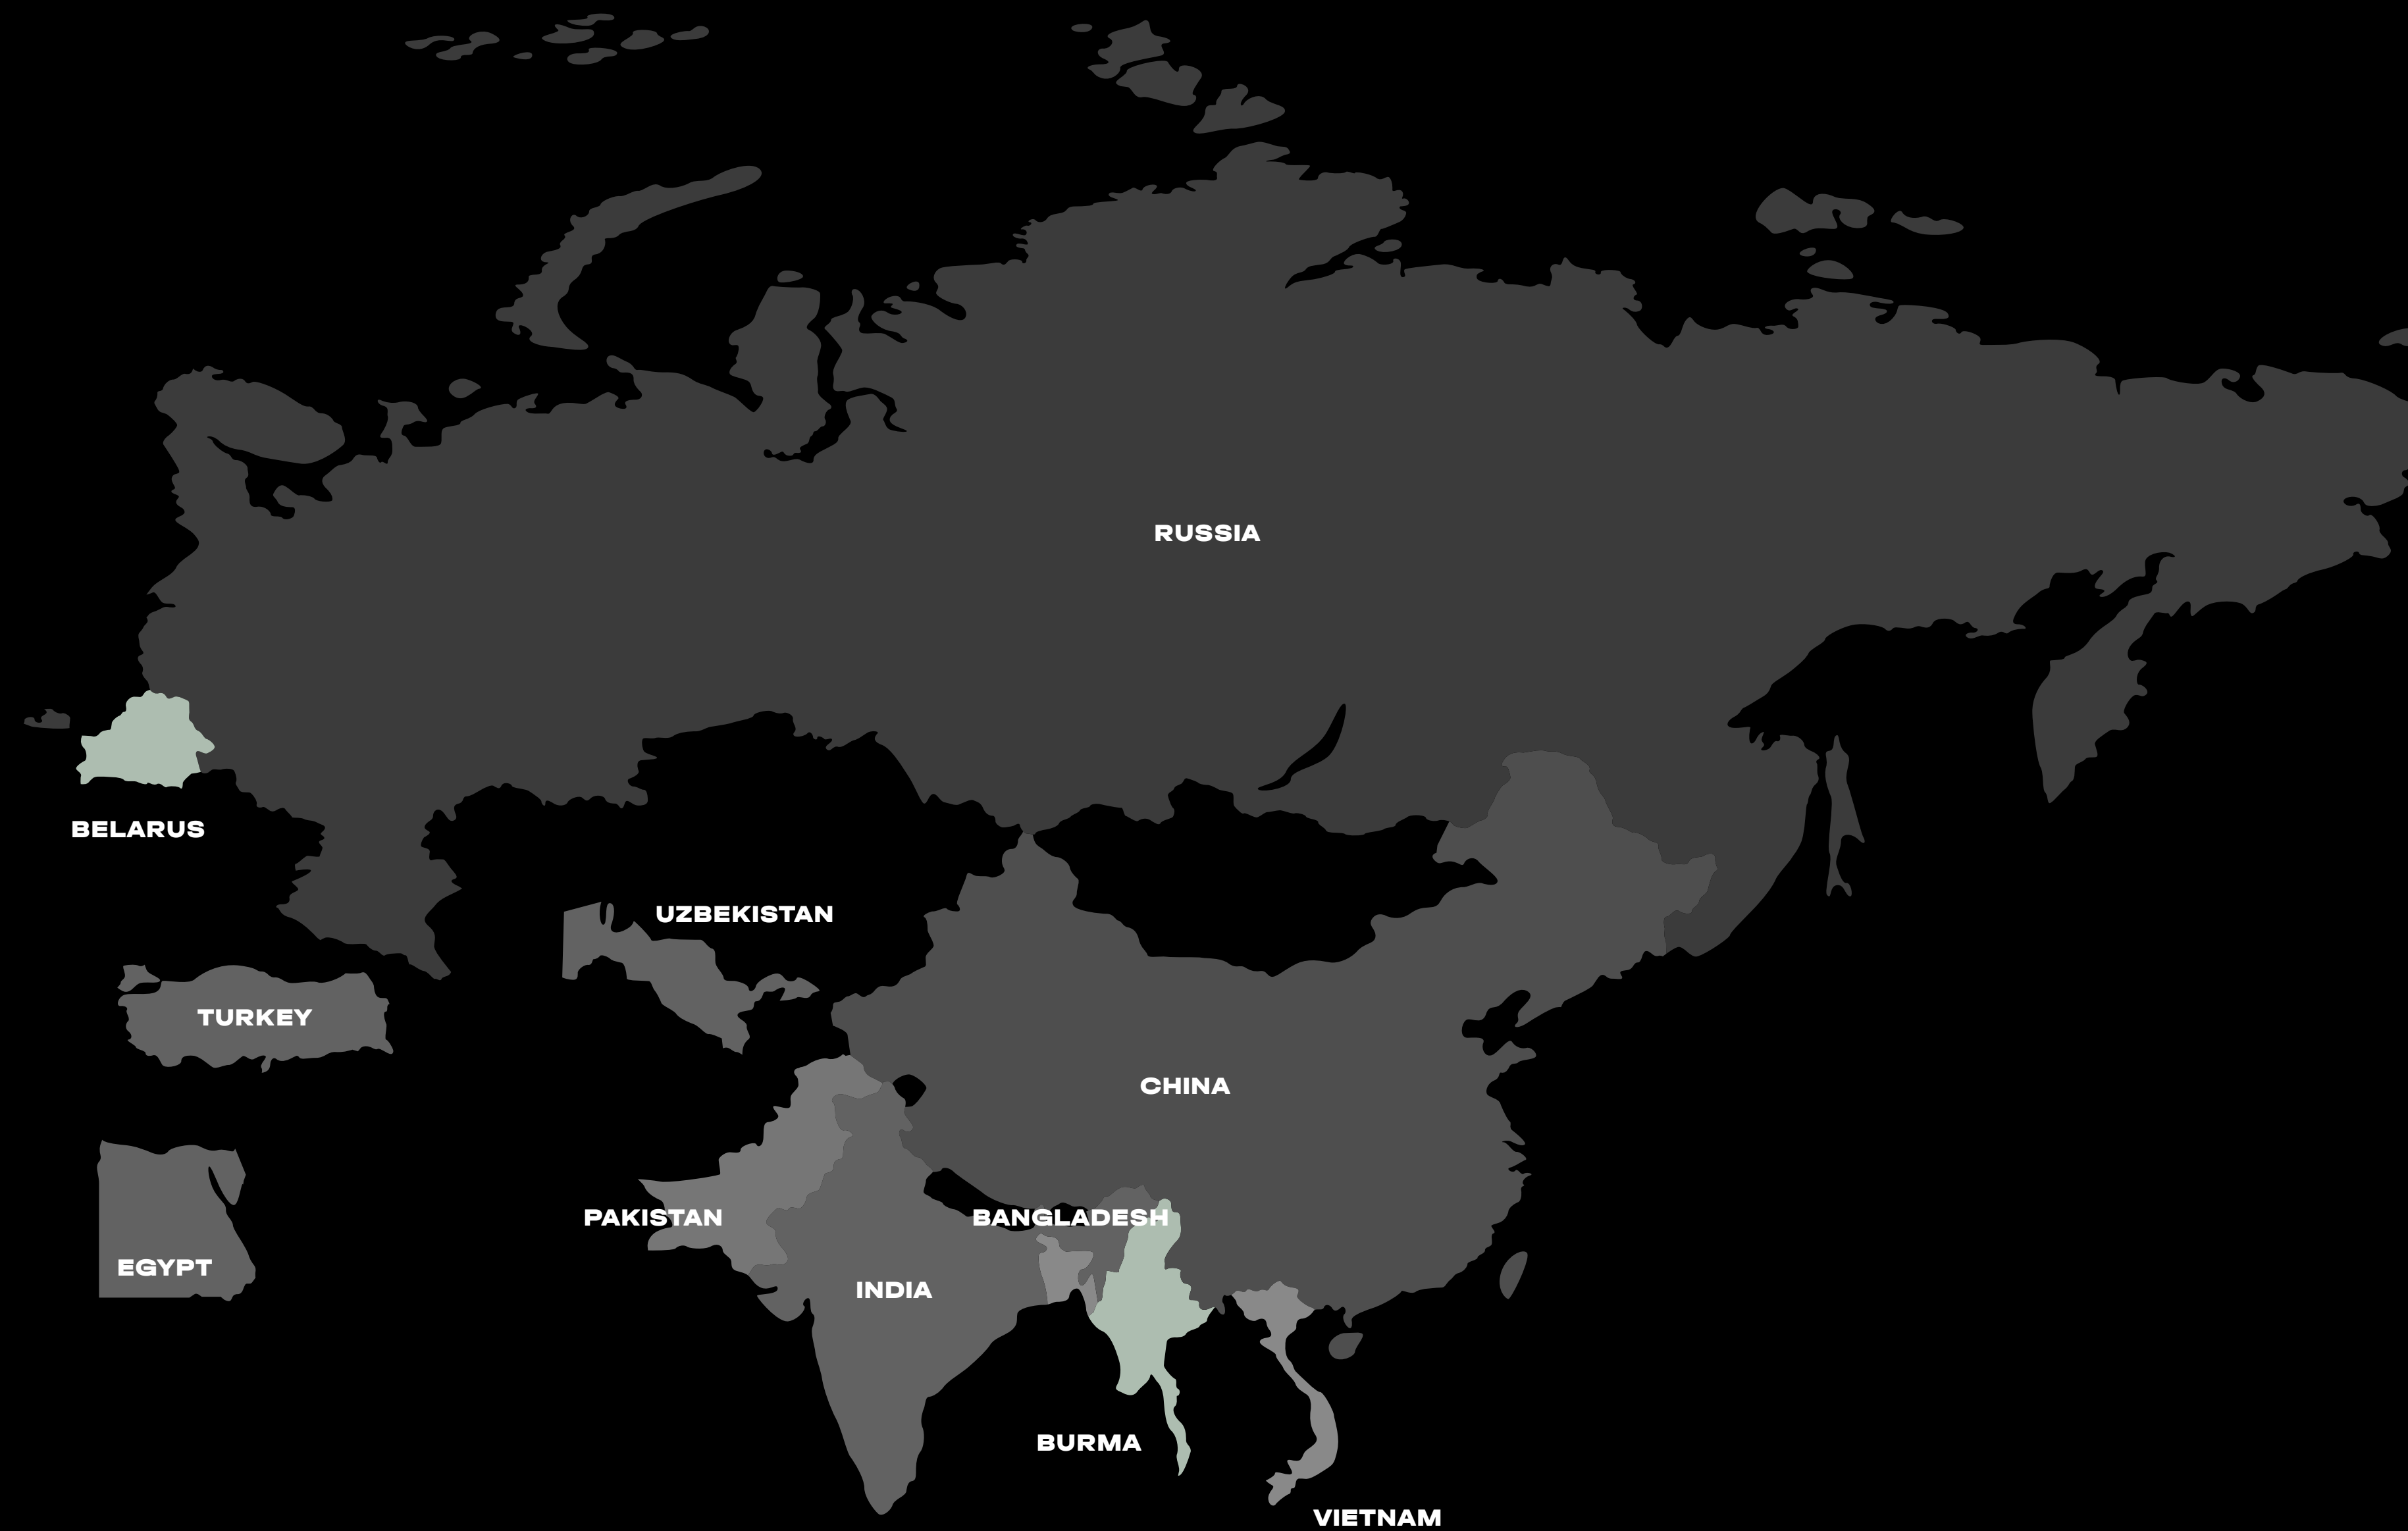 RUSSIA
BELARUS
UZBEKISTAN
TURKEY
CHINA
PAKISTAN
BANGLADESH
EGYPT
INDIA
BURMA
VIETNAM